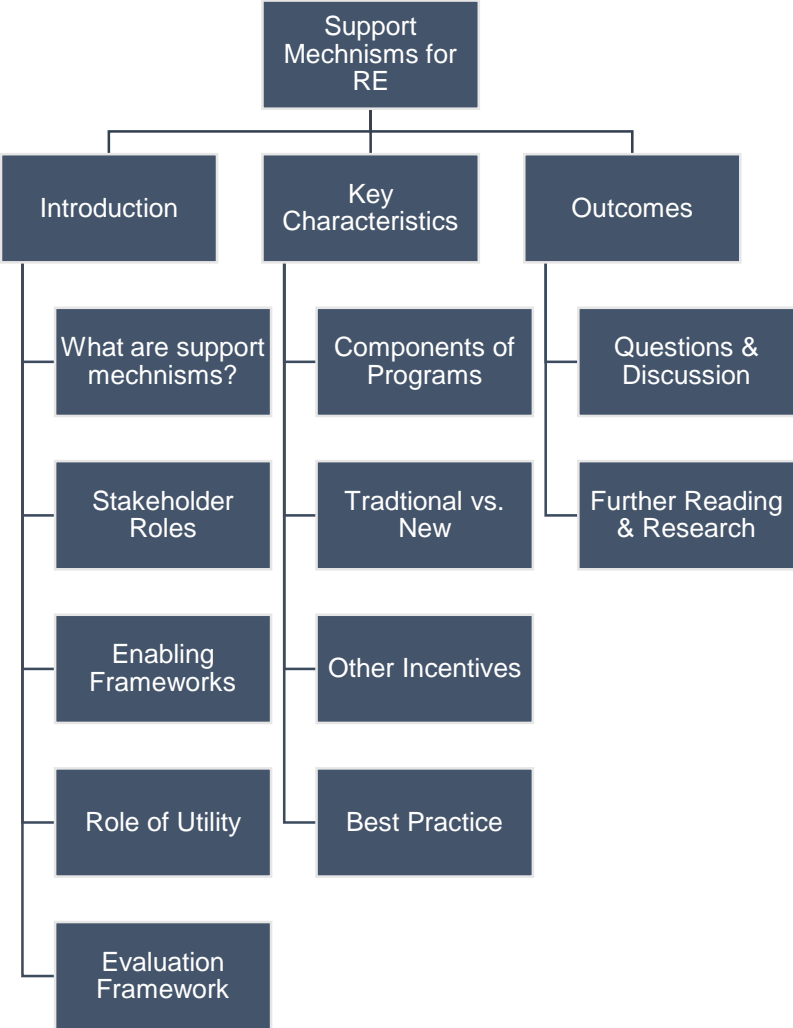 Support
Mechnisms for
RE
Introduction
Key
Characteristics
Outcomes
What are support
mechnisms?
Components of
Programs
Questions &
Discussion
Stakeholder
Roles
Tradtional vs.
New
Further Reading
& Research
Enabling
Frameworks
Other Incentives
Role of Utility
Best Practice
Evaluation
Framework